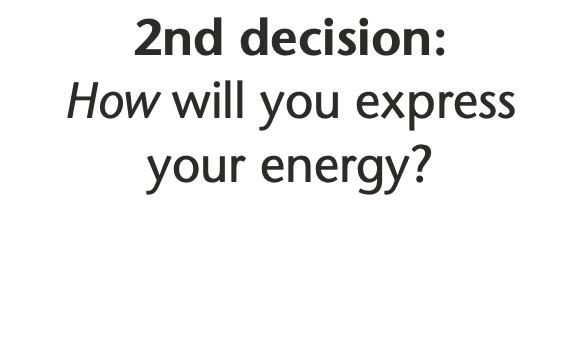 2nd decision:
How will you express
your energy?